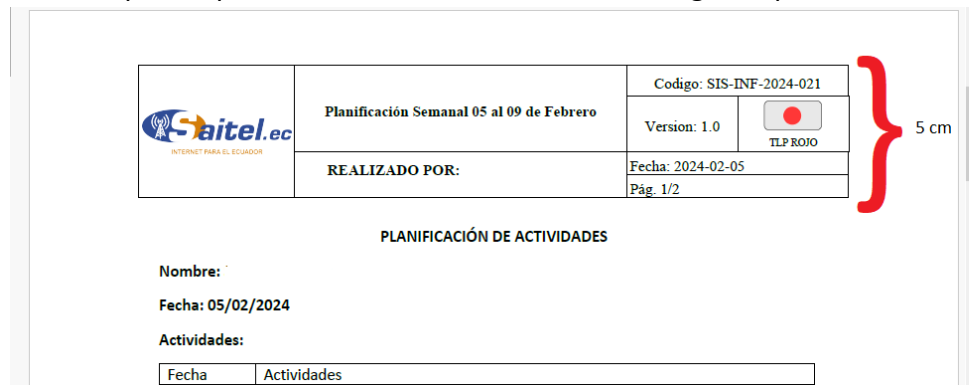 Codigo: SIS-INF-2024-021
Planificación Semanal 05 al 09 de Febrero
Saitel.ec
INTERNET PARA EL ECUADOR
Version: 1.0
TLP ROJO
REALIZADO POR:
Fecha: 2024-02-05
Pág. 1/2
5 cm
PLANIFICACIÓN DE ACTIVIDADES
Nombre:
Fecha: 05/02/2024
Actividades:
Fecha Actividades